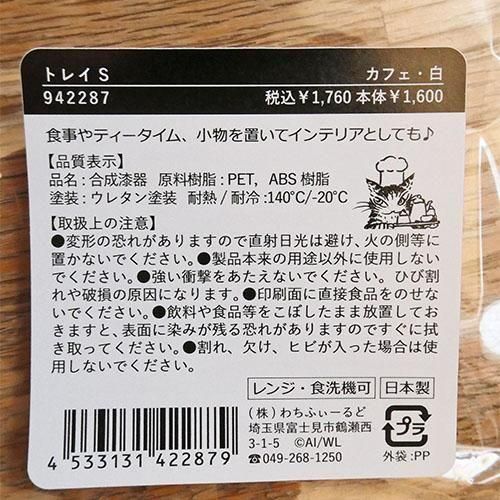 トレイ S カフェ・白
942287 税込¥1,760 本体¥1,600
食事やティータイム、小物を置いてインテリアとしても♪
【品質表示】
品名：合成漆器 原料樹脂：PET, ABS 樹脂
塗装：ウレタン塗装 耐熱 / 耐冷：140℃/-20℃
【取扱上の注意】
●変形の恐れがありますので直射日光は避け、火の側等に
置かないでください。●製品本来の用途以外に使用しない
でください。●強い衝撃をあたえないでください。ひび割
れや破損の原因になります。●印刷面に直接食品をのせな
いでください。●飲料や食品等をこぼしたまま放置してお
きますと、表面に染みが残る恐れがありますのですぐに拭
き取ってください。●割れ、欠け、ヒビが入った場合は使
用しないでください。
レンジ・食洗機可 日本製
（株）わちふぃーるど
埼玉県富士見市鶴瀬西
3-1-5 ©AI/WL
☎049-268-1250
プラ
外袋：PP
4 533131 422879